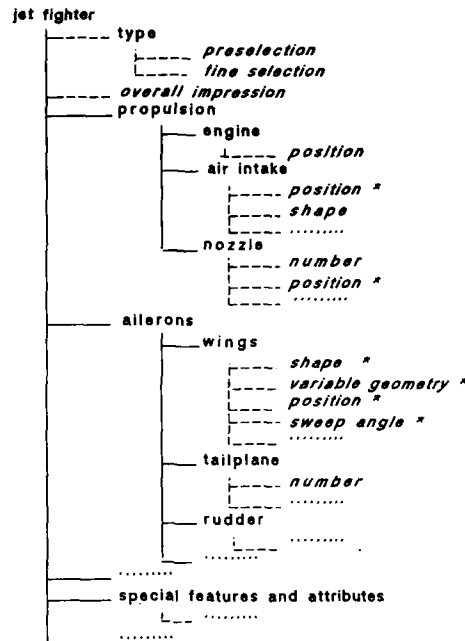 jet fighter
type
preselection
fine selection
overall impression
propulsion
engine
position
air intake
position *
shape
.........
nozzle
number
position *
.........
ailerons
wings
shape *
variable geometry *
position *
sweep angle *
.........
tailplane
number
.........
rudder
.........
.........
.........
special features and attributes
.........
.........